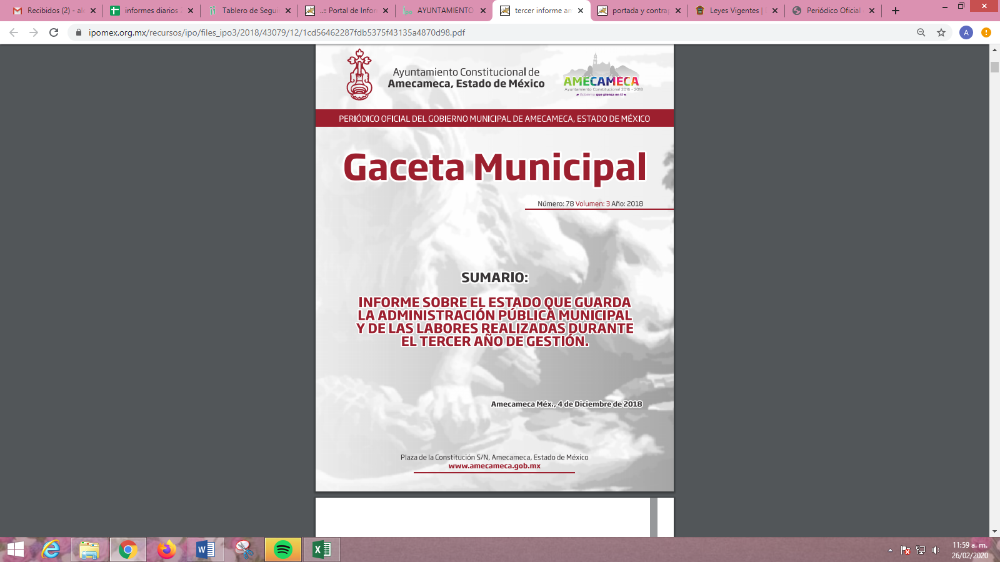 Recibidos (2) - al
informes diarios
Tablero de Segui
..:: Portal de Infor
AYUNTAMIENTO
tercer informe an
portada y contra
Leyes Vigentes |
Periódico Oficial
ipomex.org.mx/recursos/ipo/files_ipo3/2018/43079/12/1cd56462287fdb5375f43135a4870d98.pdf
A
Ayuntamiento Constitucional de
Amecameca, Estado de México
AMECAMECA
Ayuntamiento Constitucional 2016 - 2018
Gobierno que piensa en ti
PERIÓDICO OFICIAL DEL GOBIERNO MUNICIPAL DE AMECAMECA, ESTADO DE MÉXICO
Gaceta Municipal
Número: 78 Volumen: 3 Año: 2018
SUMARIO:
INFORME SOBRE EL ESTADO QUE GUARDA
LA ADMINISTRACIÓN PÚBLICA MUNICIPAL
Y DE LAS LABORES REALIZADAS DURANTE
EL TERCER AÑO DE GESTIÓN.
Amecameca Méx., 4 de Diciembre de 2018
Plaza de la Constitución S/N, Amecameca, Estado de México
www.amecameca.gob.mx
11:59 a. m.
26/02/2020